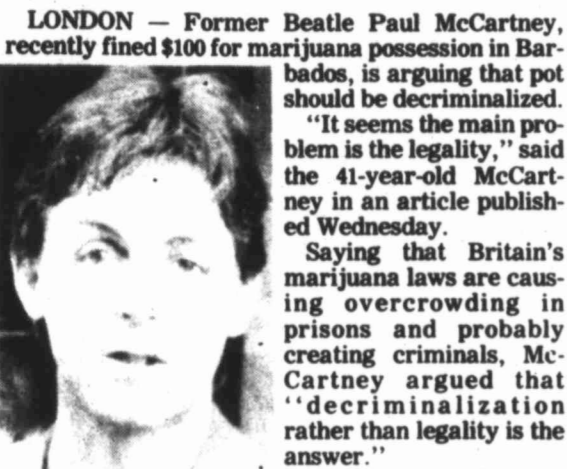 LONDON — Former Beatle Paul McCartney,
recently fined $100 for marijuana possession in Bar-
bados, is arguing that pot
should be decriminalized.
"It seems the main pro-
blem is the legality," said
the 41-year-old McCart-
ney in an article publish-
ed Wednesday.
Saying that Britain's
marijuana laws are caus-
ing overcrowding in
prisons and probably
creating criminals, Mc-
Cartney argued that
"decriminalization
rather than legality is the
answer."